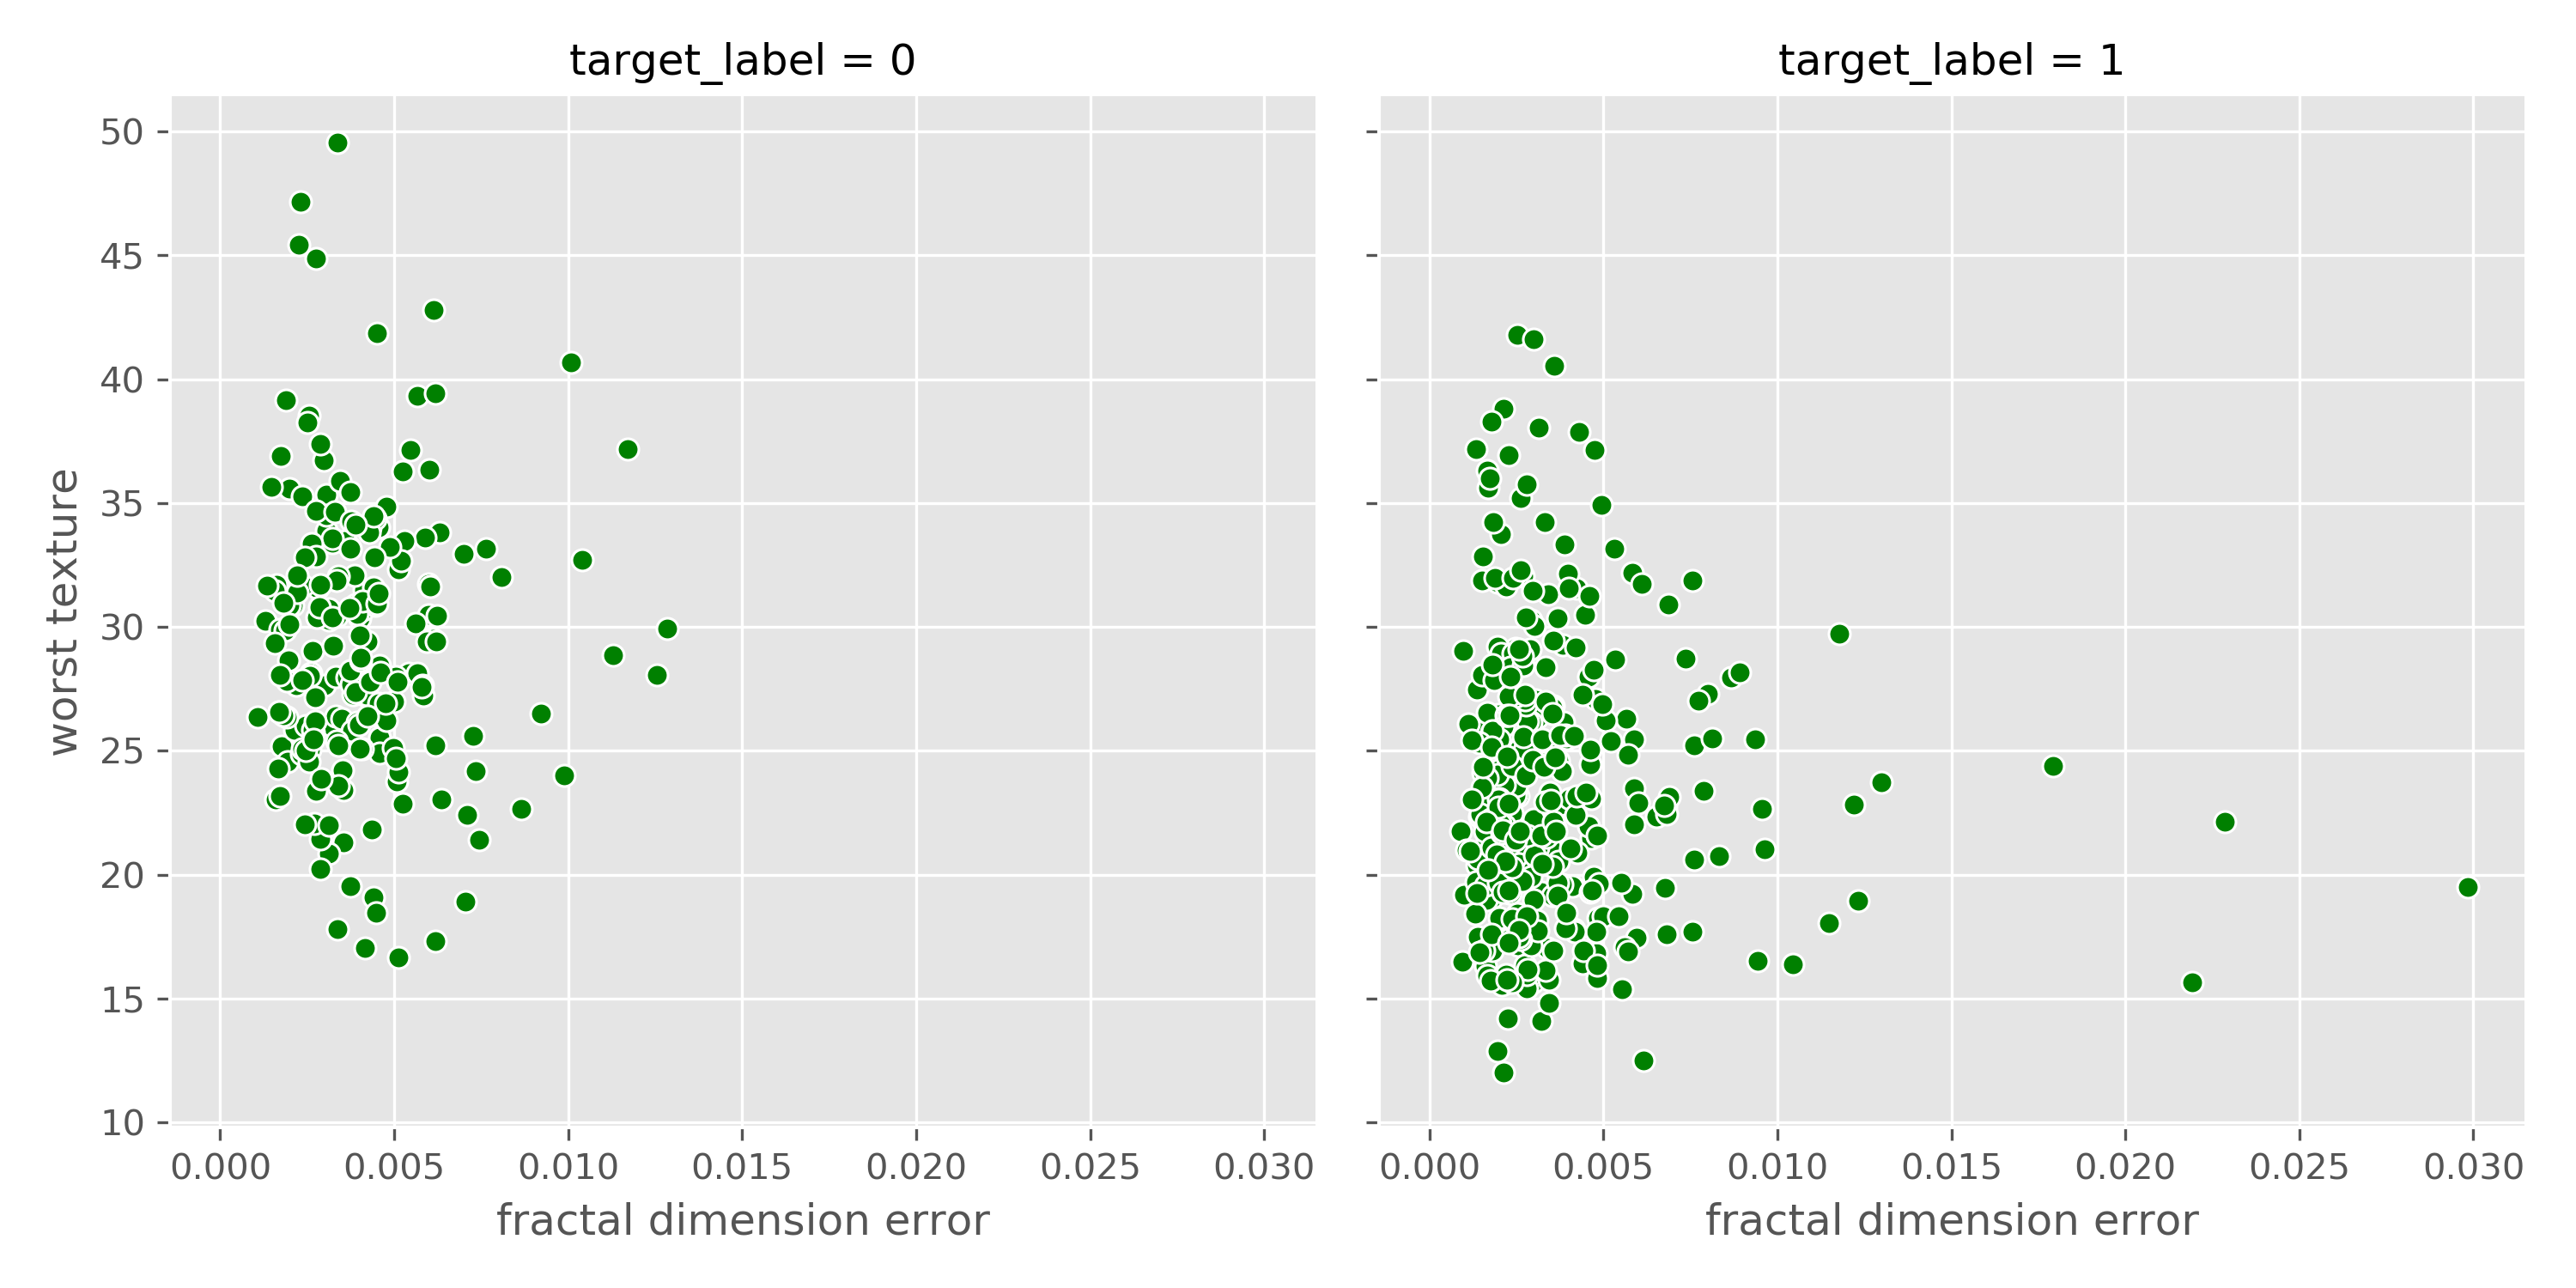 target_label = 0
target_label = 1
worst texture
50
45
40
35
30
25
20
15
10
0.000 0.005 0.010 0.015 0.020 0.025 0.030
0.000 0.005 0.010 0.015 0.020 0.025 0.030
fractal dimension error
fractal dimension error